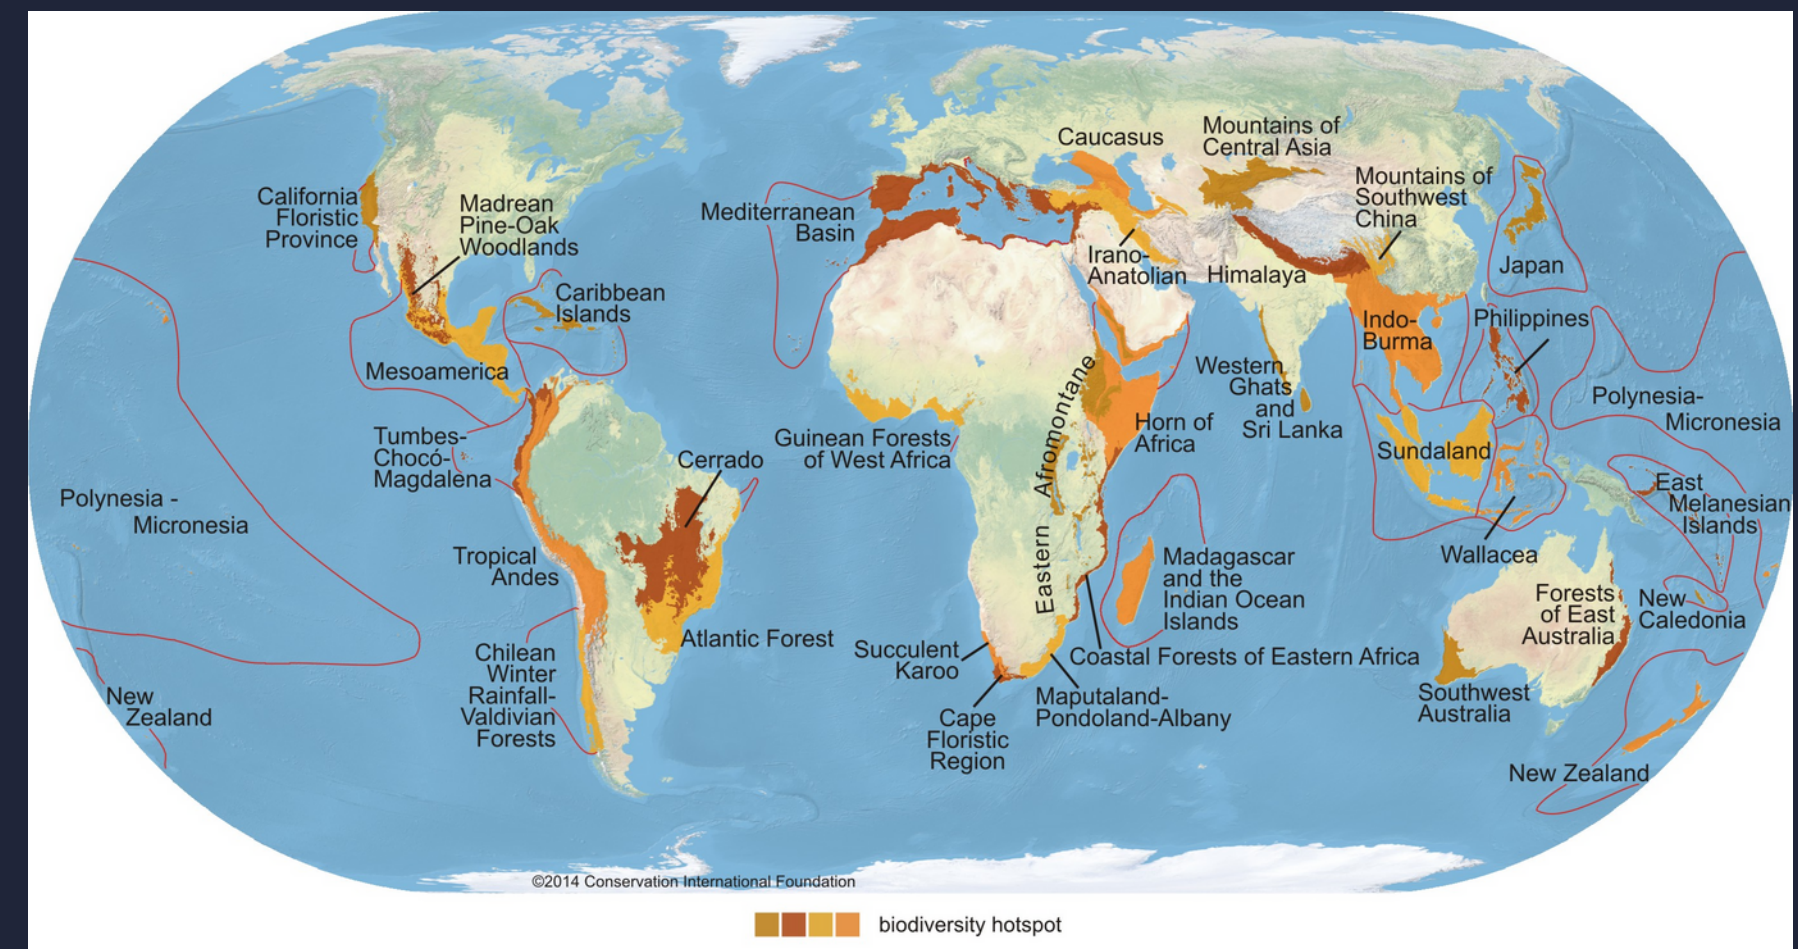 Caucasus
Mountains of
Central Asia
Mountains of
Southwest
China
California
Floristic
Province
Madrean
Pine-Oak
Woodlands
Mediterranean
Basin
Irano-
Anatolian
Himalaya
Japan
Caribbean
Islands
Indo-
Burma
Philippines
Mesoamerica
Western
Ghats
and
Sri Lanka
Polynesia-
Micronesia
Tumbes-
Chocó-
Magdalena
Cerrado
Guinean Forests
of West Africa
Eastern Afromontane
Horn of
Africa
Sundaland
East
Melanesian
Islands
Polynesia -
Micronesia
Tropical
Andes
Madagascar
and the
Indian Ocean
Islands
Wallacea
Forests
of East
Australia
New
Caledonia
Atlantic Forest
Chilean
Winter
Rainfall-
Valdivian
Forests
Succulent
Karoo
Coastal Forests of Eastern Africa
Maputaland-
Pondoland-Albany
Cape
Floristic
Region
Southwest
Australia
New
Zealand
New Zealand
©2014 Conservation International Foundation
biodiversity hotspot